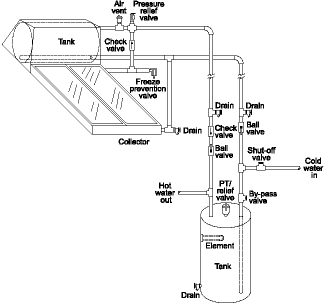 Air
vent
Pressure
relief
valve
Tank
Check
valve
Freeze
prevention
valve
Drain
Collector
Drain
Drain
Check
valve
Ball
valve
Ball
valve
Shut-off
valve
Cold
water
in
Hot
water
out
PT/
relief
valve
By-pass
valve
Element
Tank
Drain